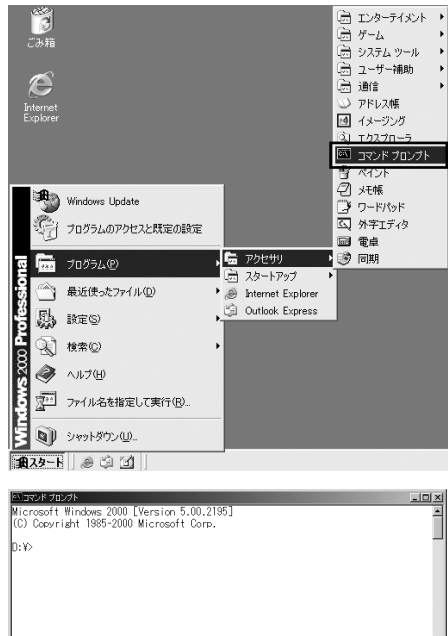 ごみ箱
Internet
Explorer
エンターテイメント
ゲーム
システム ツール
ユーザー補助
通信
アドレス帳
イメージング
エクスプローラ
コマンド プロンプト
ペイント
メモ帳
ワードパッド
外字エディタ
電卓
同期
Windows Update
プログラムのアクセスと既定の設定
プログラム(P)
最近使ったファイル(D)
設定(S)
検索(C)
ヘルプ(H)
ファイル名を指定して実行(R)...
シャットダウン(U)...
Windows 2000 Professional
アクセサリ
スタートアップ
Internet Explorer
Outlook Express
スタート
コマンド プロンプト
Microsoft Windows 2000 [Version 5.00.2195]
(C) Copyright 1985-2000 Microsoft Corp.
D:¥>